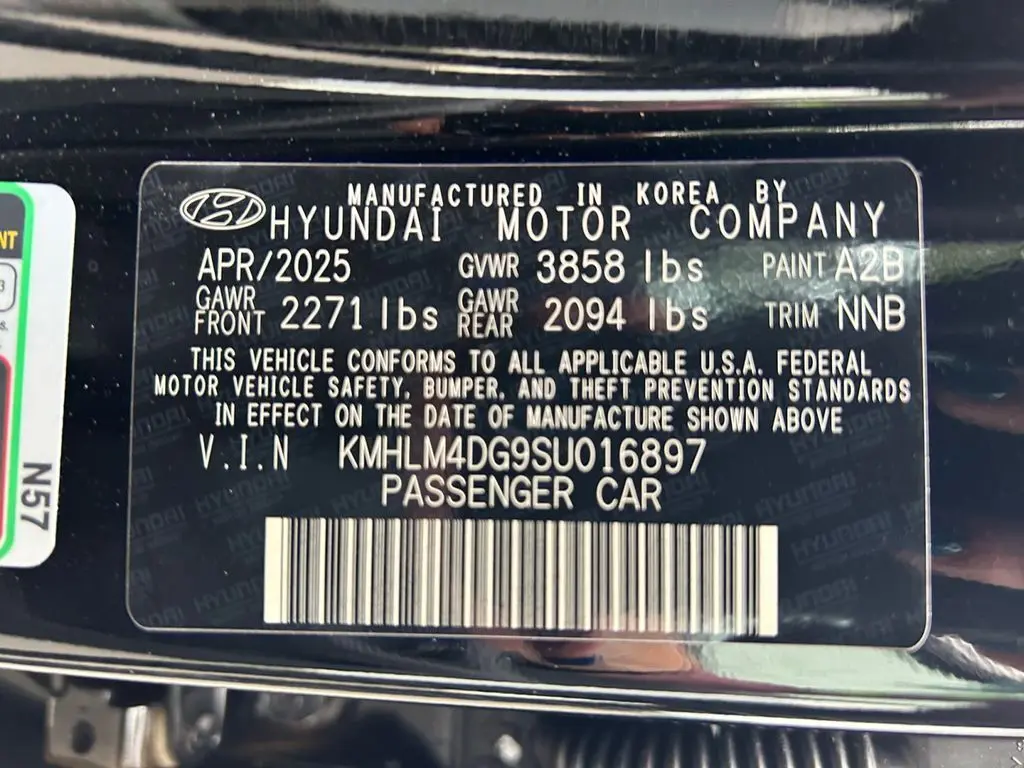 MANUFACTURED IN KOREA BY
HYUNDAI MOTOR COMPANY
APR/2025 GVWR 3858 lbs PAINT A2B
GAWR FRONT 2271 lbs GAWR REAR 2094 lbs TRIM NNB
THIS VEHICLE CONFORMS TO ALL APPLICABLE U.S.A. FEDERAL
MOTOR VEHICLE SAFETY, BUMPER, AND THEFT PREVENTION STANDARDS
IN EFFECT ON THE DATE OF MANUFACTURE SHOWN ABOVE
V.I.N KMHLM4DG9SU016897
PASSENGER CAR
N57